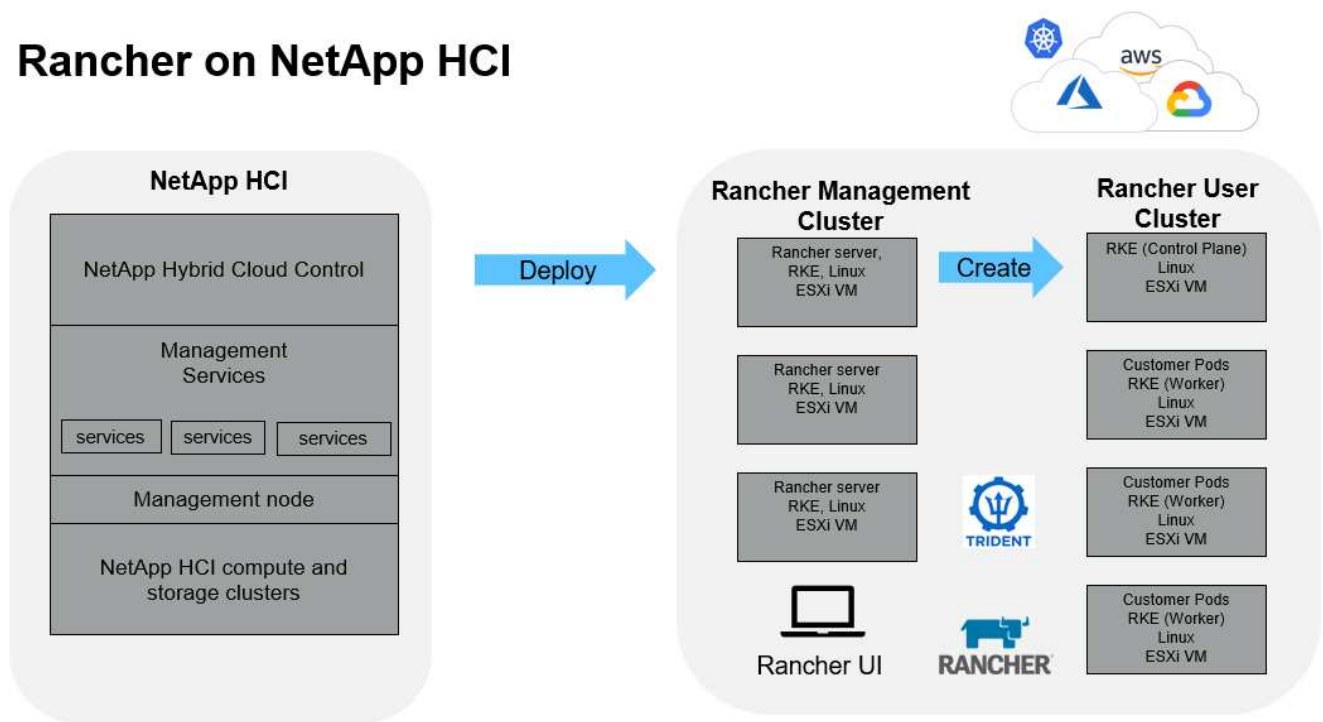 Rancher on NetApp HCI
aws
NetApp HCI
NetApp Hybrid Cloud Control
Management
Services
services
services
services
Management node
NetApp HCI compute and
storage clusters
Deploy
Rancher Management
Cluster
Rancher server,
RKE, Linux
ESXi VM
Rancher server
RKE, Linux
ESXi VM
Rancher server
RKE, Linux
ESXi VM
Rancher UI
Create
TRIDENT
RANCHER
Rancher User
Cluster
RKE (Control Plane)
Linux
ESXi VM
Customer Pods
RKE (Worker)
Linux
ESXi VM
Customer Pods
RKE (Worker)
Linux
ESXi VM
Customer Pods
RKE (Worker)
Linux
ESXi VM